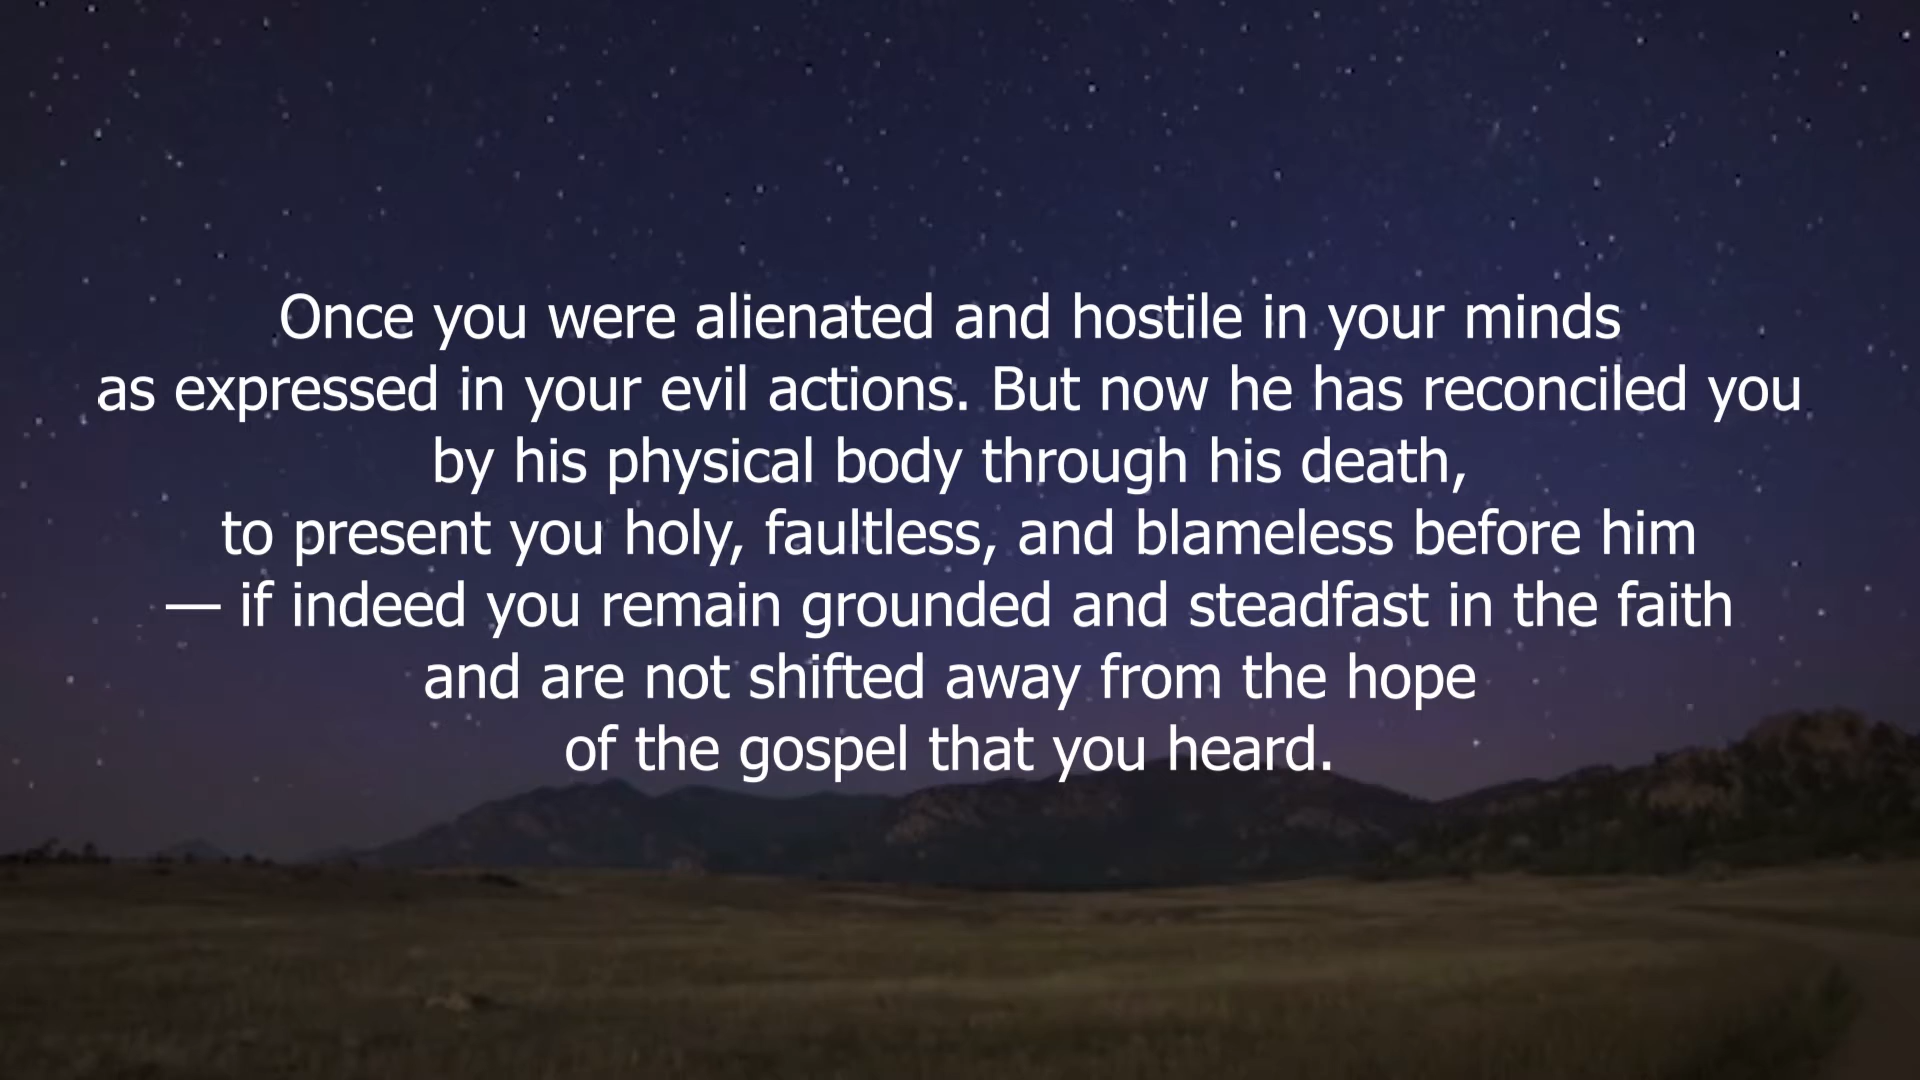 Once you were alienated and hostile in your minds
as expressed in your evil actions. But now he has reconciled you
by his physical body through his death,
to present you holy, faultless, and blameless before him
— if indeed you remain grounded and steadfast in the faith
and are not shifted away from the hope
of the gospel that you heard.